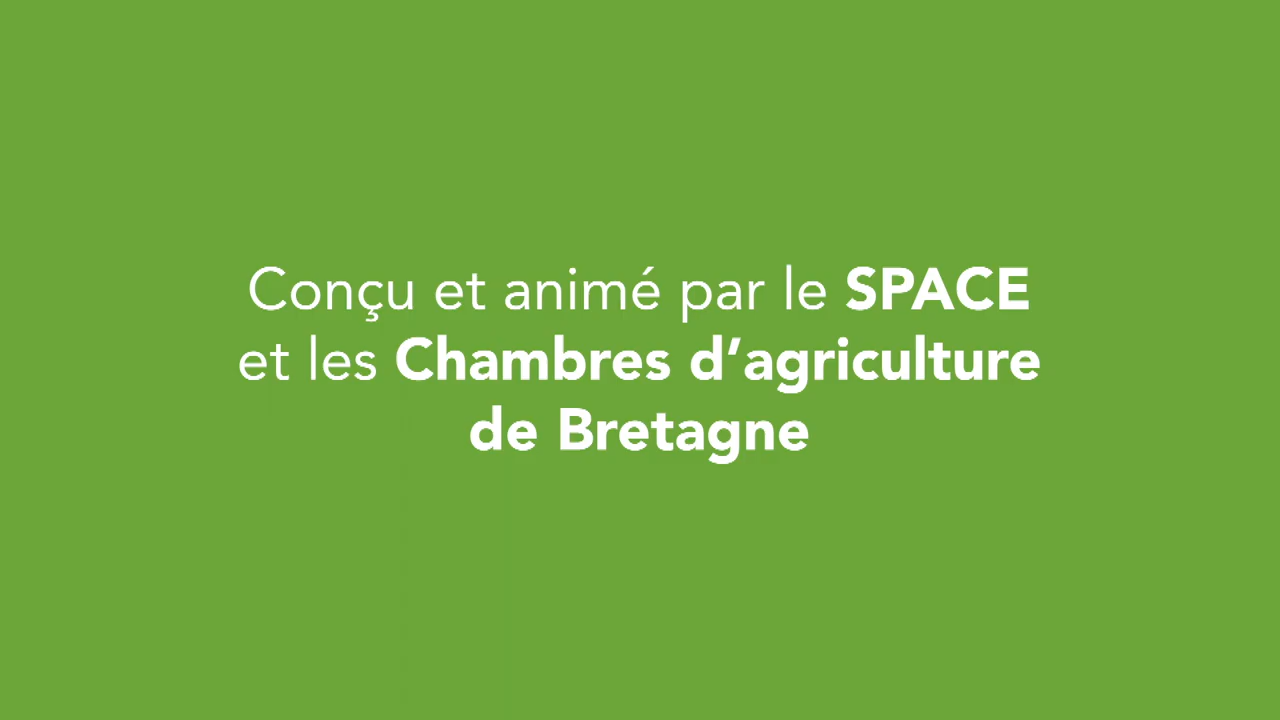 Conçu et animé par le SPACE
et les Chambres d’agriculture
de Bretagne